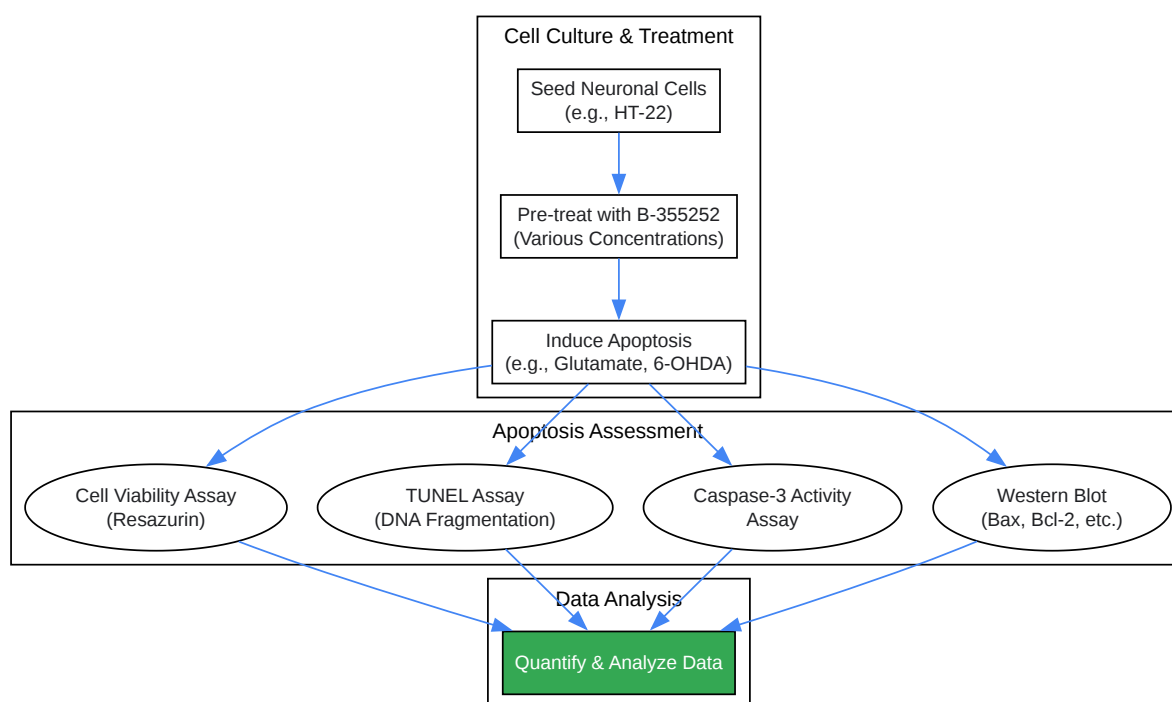 Cell Culture & Treatment
Seed Neuronal Cells
(e.g., HT-22)
Pre-treat with B-355252
(Various Concentrations)
Induce Apoptosis
(e.g., Glutamate, 6-OHDA)
Apoptosis Assessment
Cell Viability Assay
(Resazurin)
TUNEL Assay
(DNA Fragmentation)
Caspase-3 Activity
Assay
Western Blot
(Bax, Bcl-2, etc.)
Data Analysis
Quantify & Analyze Data